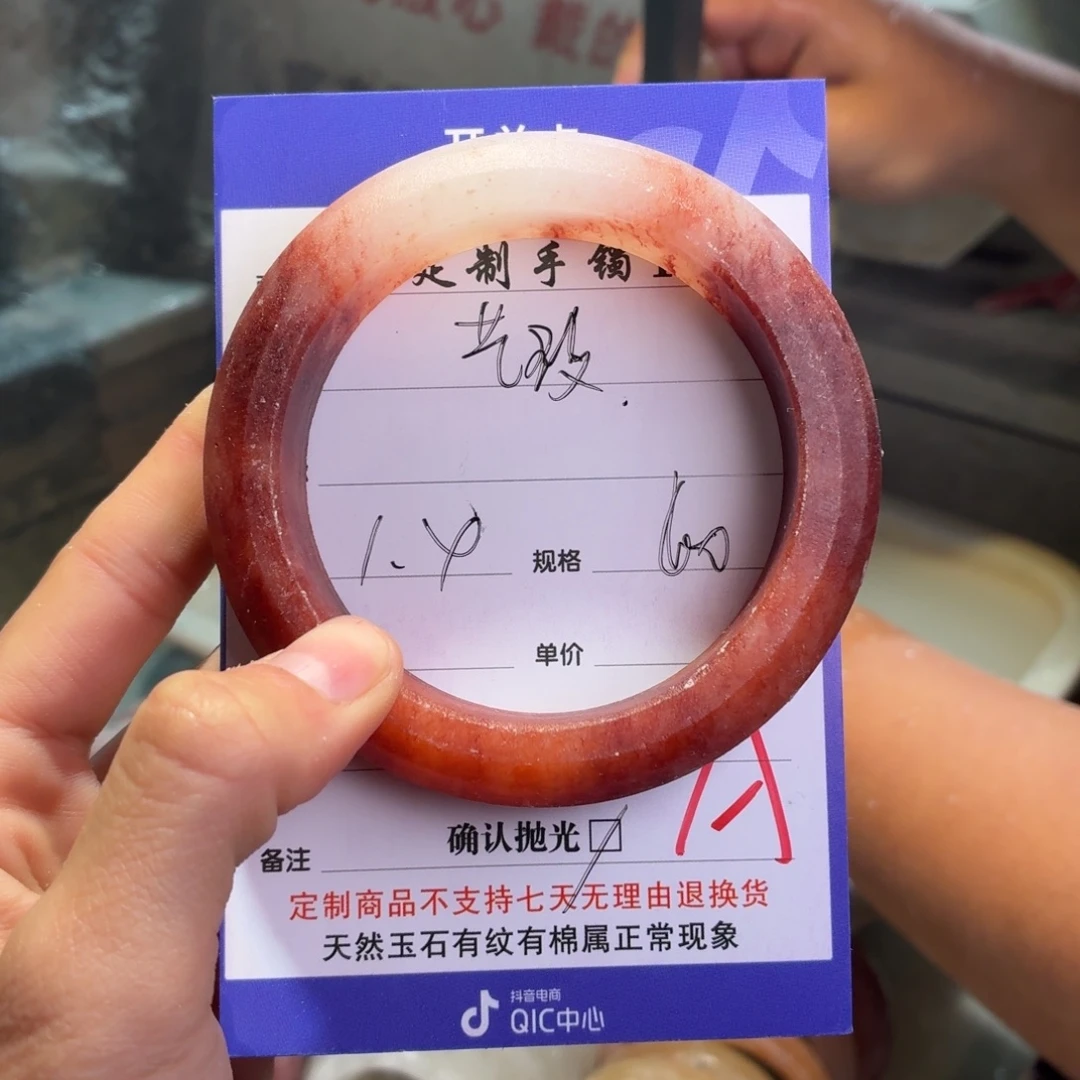 定制手镯
艺玫.
1.4 规格 60
单价
A
确认抛光
备注
定制商品不支持七天无理由退换货
天然玉石有纹有棉属正常现象
抖音电商
QIC中心